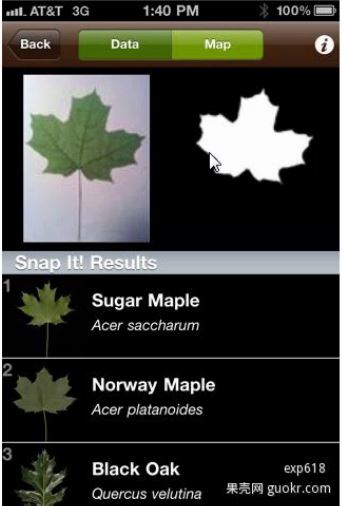 AT&T 3G 1:40 PM 100%
Back Data Map i
Snap It! Results
1
Sugar Maple
Acer saccharum
2
Norway Maple
Acer platanoides
3
Black Oak
Quercus velutina
exp618
果壳网 guokr.com